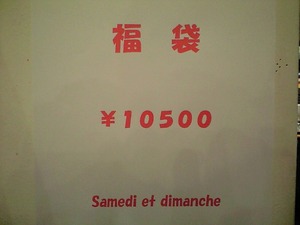 福 袋
￥10500
Samedi et dimanche